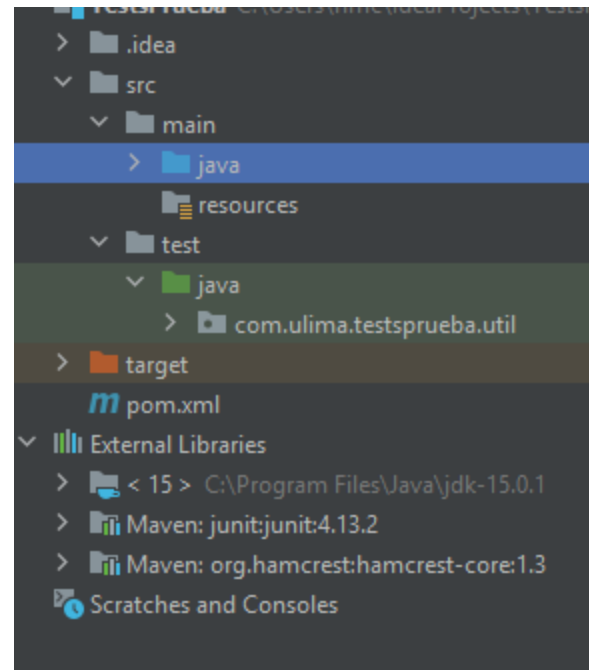 .idea
src
main
java
resources
test
java
com.ulima.testsprueba.util
target
m pom.xml
External Libraries
< 15 > C:\Program Files\Java\jdk-15.0.1
Maven: junit:junit:4.13.2
Maven: org.hamcrest:hamcrest-core:1.3
Scratches and Consoles